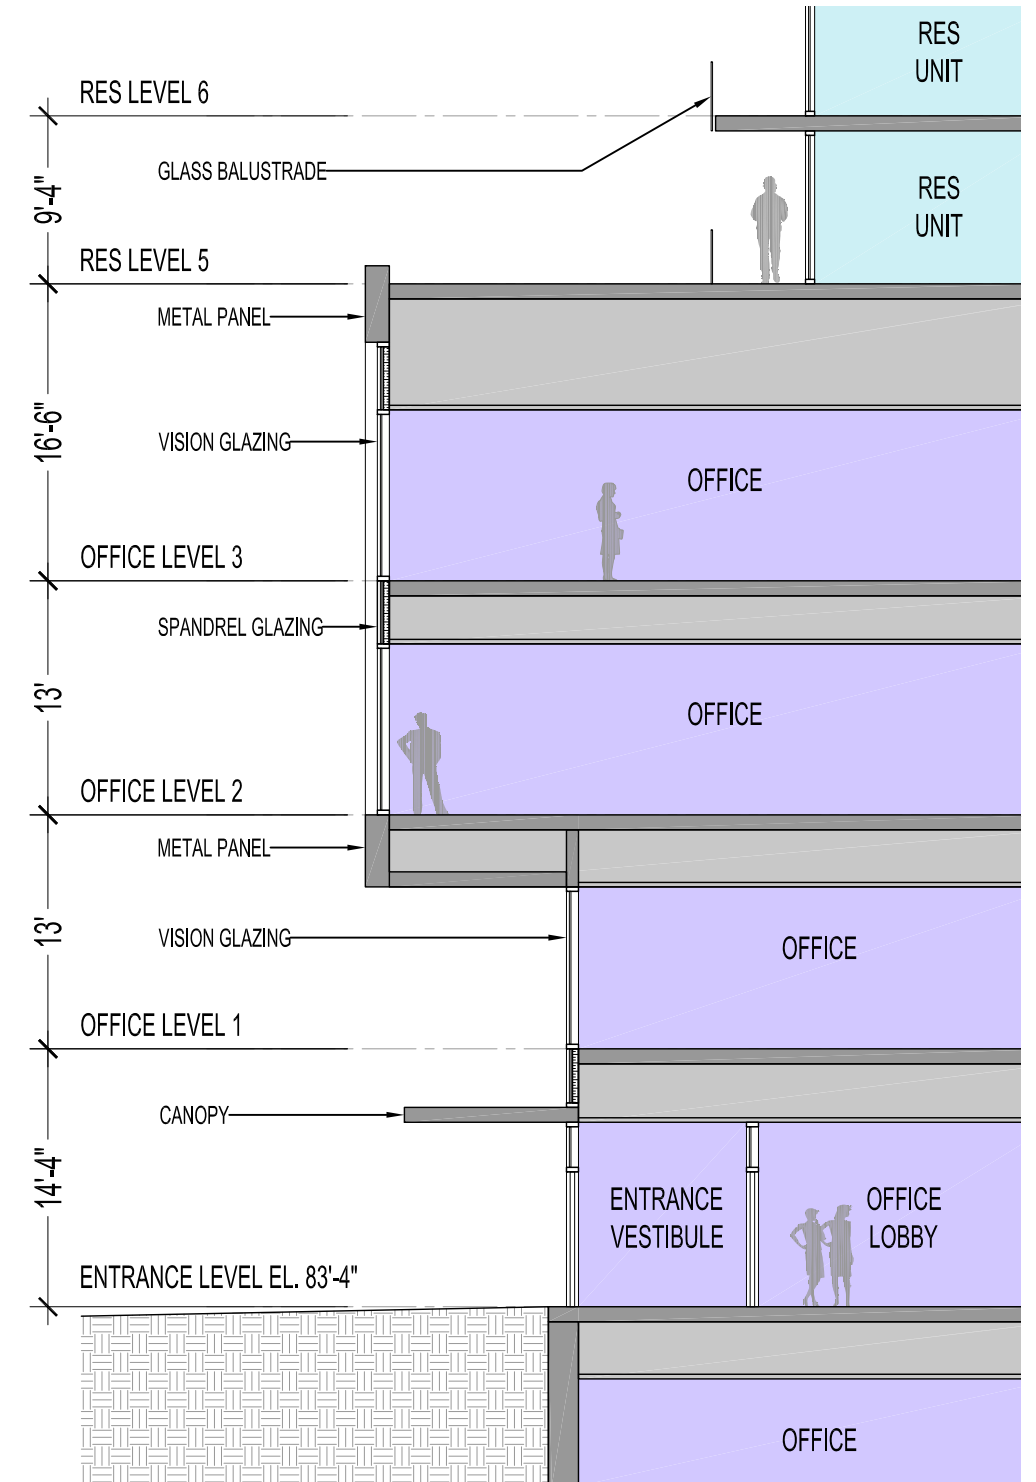 RES
UNIT
RES LEVEL 6
GLASS BALUSTRADE
9'-4"
RES
UNIT
RES LEVEL 5
METAL PANEL
16'-6"
VISION GLAZING
OFFICE
OFFICE LEVEL 3
SPANDREL GLAZING
13'
OFFICE
OFFICE LEVEL 2
METAL PANEL
13'
VISION GLAZING
OFFICE
OFFICE LEVEL 1
CANOPY
14'-4"
ENTRANCE
VESTIBULE
OFFICE
LOBBY
ENTRANCE LEVEL EL. 83'-4"
OFFICE